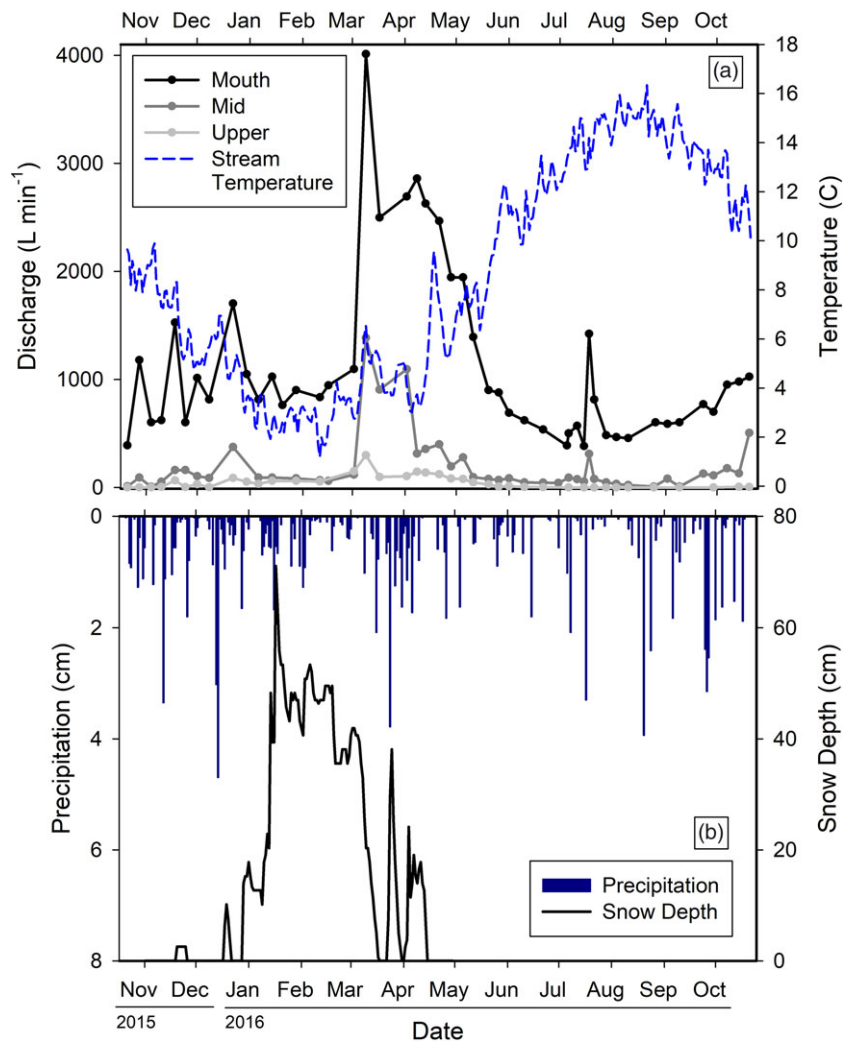 Nov Dec Jan Feb Mar Apr May Jun Jul Aug Sep Oct
4000
3000
2000
1000
0
Discharge (L min⁻¹)
Mouth
Mid
Upper
Stream
Temperature
(a)
18
16
14
12
10
8
6
4
2
0
Temperature (C)
0
2
4
6
8
Precipitation (cm)
80
60
40
20
0
Snow Depth (cm)
(b)
Precipitation
Snow Depth
Nov Dec Jan Feb Mar Apr May Jun Jul Aug Sep Oct
2015 2016
Date